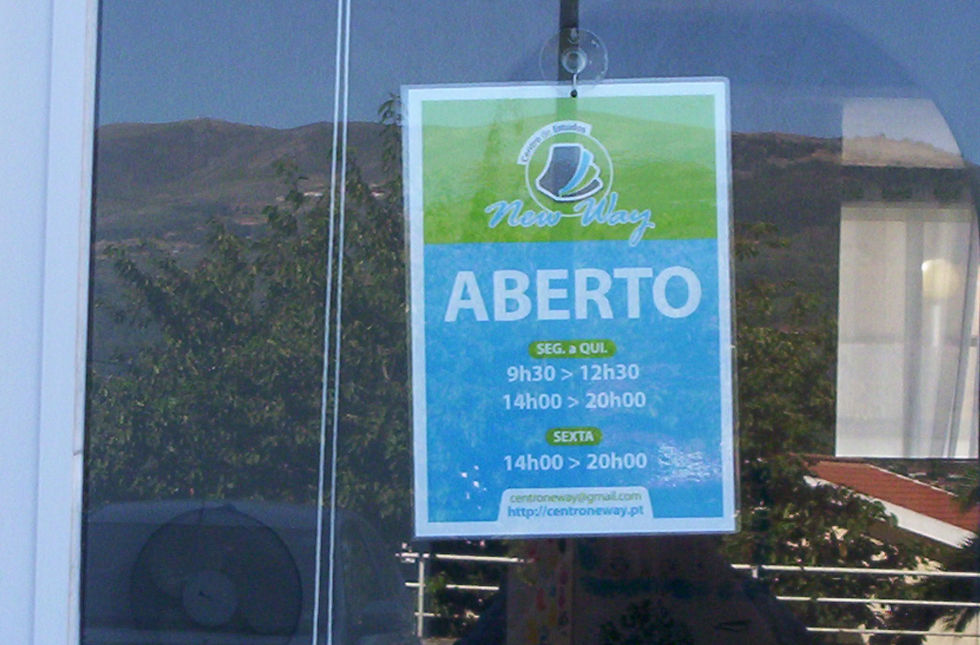 Centro de Estudos
New Way
ABERTO
SEG. a QUI.
9h30 > 12h30
14h00 > 20h00
SEXTA
14h00 > 20h00
centroneway@gmail.com
http://centroneway.pt